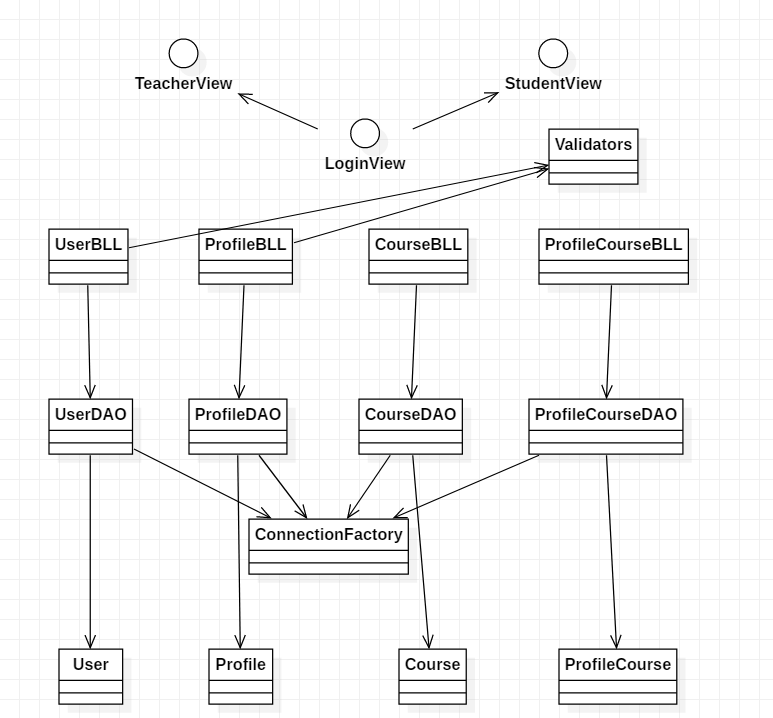 TeacherView
StudentView
LoginView
Validators
UserBLL
ProfileBLL
CourseBLL
ProfileCourseBLL
UserDAO
ProfileDAO
CourseDAO
ProfileCourseDAO
ConnectionFactory
User
Profile
Course
ProfileCourse